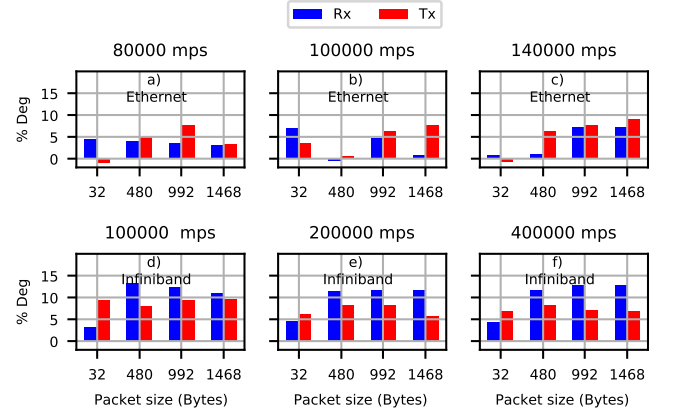 Rx Tx
80000 mps 100000 mps 140000 mps
a) b) c)
Ethernet Ethernet Ethernet
15
10
5
0
% Deg
32 480 992 1468 32 480 992 1468 32 480 992 1468
100000 mps 200000 mps 400000 mps
d) e) f)
Infiniband Infiniband Infiniband
15
10
5
0
% Deg
32 480 992 1468 32 480 992 1468 32 480 992 1468
Packet size (Bytes) Packet size (Bytes) Packet size (Bytes)